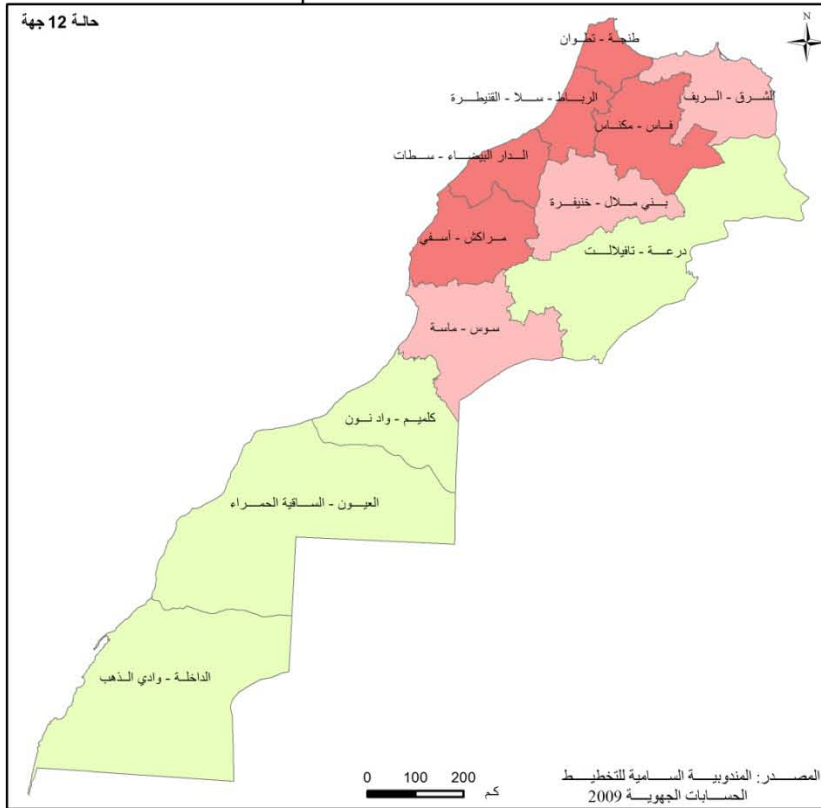 حالة 12 جهة
N
طنجة - تطوان
الرباط - سلا - القنيطرة
الشرق - الريف
فاس - مكناس
الدار البيضاء - سطات
بني ملال - خنيفرة
مراكش - أسفي
درعة - تافيلالت
سوس - ماسة
كلميم - واد نون
العيون - الساقية الحمراء
الداخلة - وادي الذهب
0 100 200
كم
المصدر: المندوبية السامية للتخطيط
الحسابات الجهوية 2009